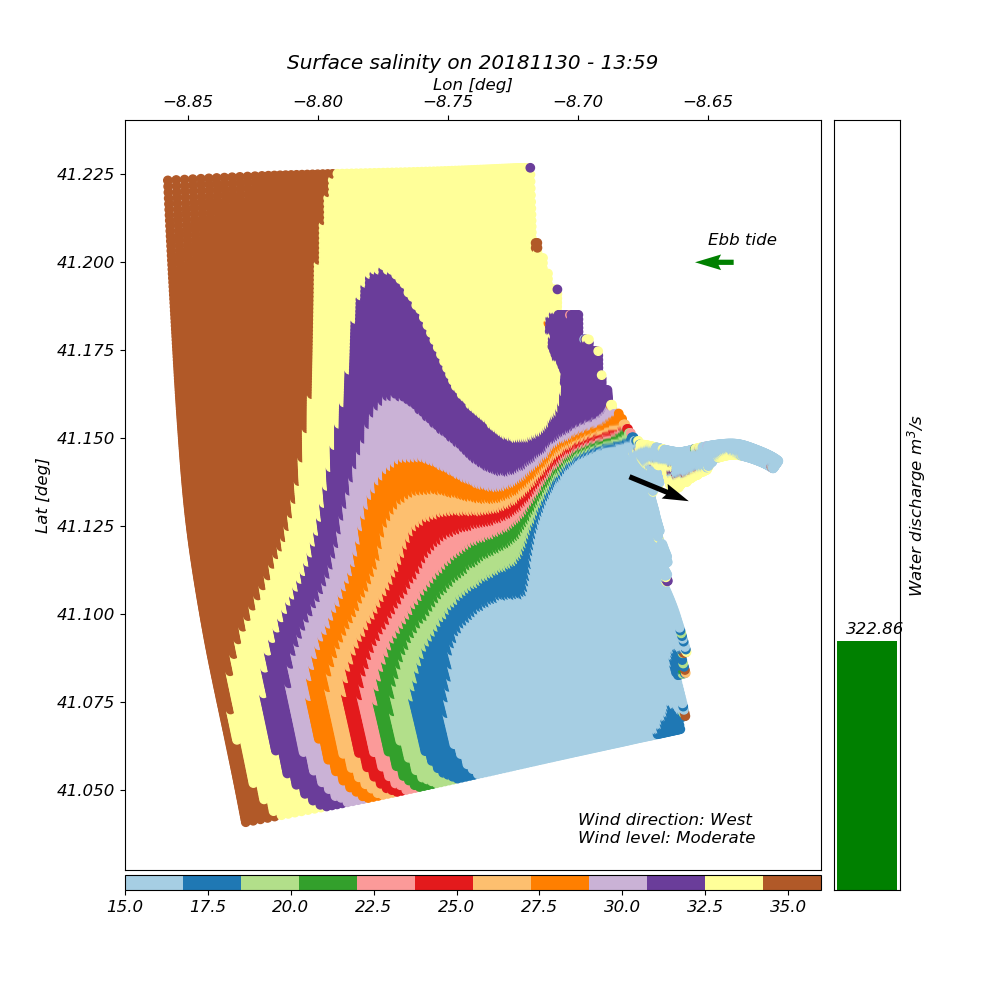 Surface salinity on 20181130 - 13:59
Lon [deg]
−8.85 −8.80 −8.75 −8.70 −8.65
41.225
41.200
41.175
41.150
41.125
41.100
41.075
41.050
Lat [deg]
Ebb tide
Wind direction: West
Wind level: Moderate
322.86
Water discharge m³/s
15.0 17.5 20.0 22.5 25.0 27.5 30.0 32.5 35.0